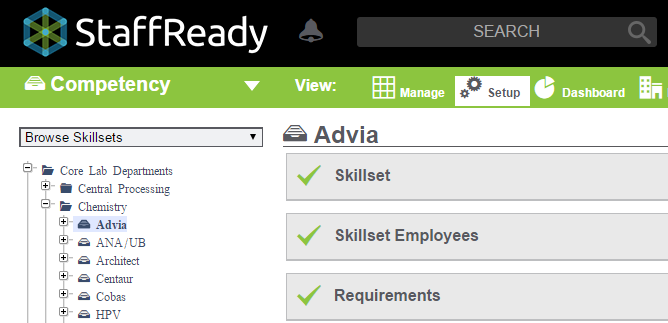 StaffReady
SEARCH
Competency
View:
Manage
Setup
Dashboard
Browse Skillsets
Core Lab Departments
Central Processing
Chemistry
Advia
ANA/UB
Architect
Centaur
Cobas
HPV
Advia
Skillset
Skillset Employees
Requirements